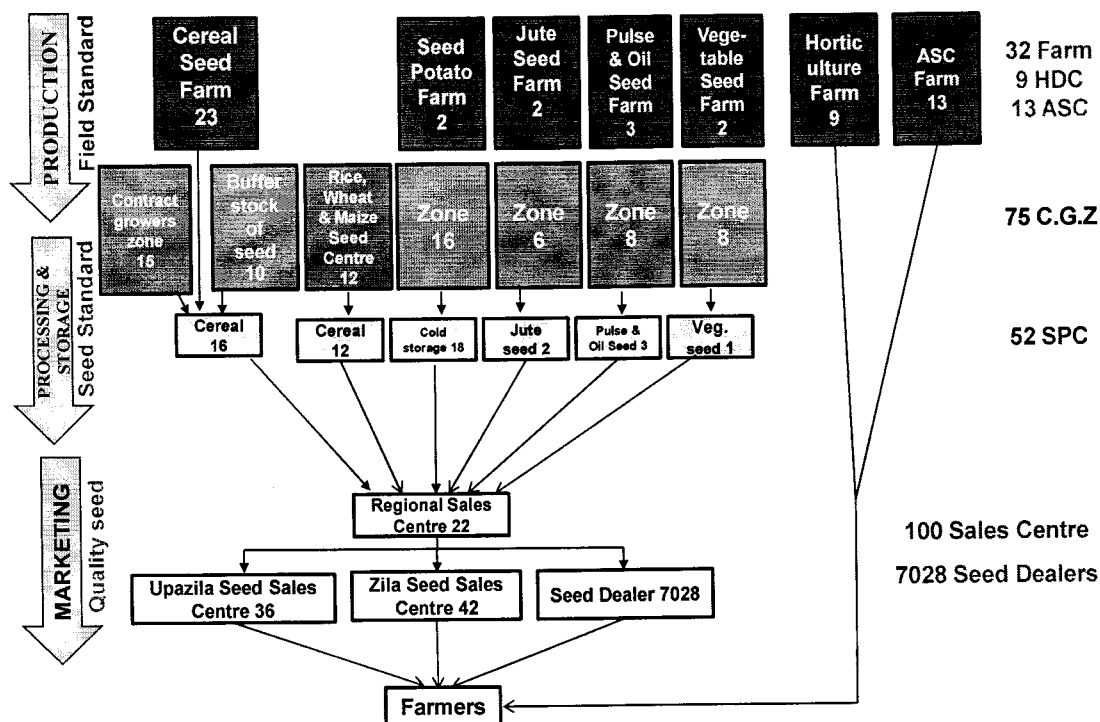 PRODUCTION
Field Standard
Cereal
Seed
Farm
23
Seed
Potato
Farm
2
Jute
Seed
Farm
2
Pulse
& Oil
Seed
Farm
3
Vege-
table
Seed
Farm
2
Hortic
ulture
Farm
9
ASC
Farm
13
32 Farm
9 HDC
13 ASC
Contract
growers
zone
15
Buffer
stock
of
seed
10
Rice,
Wheat
& Maize
Seed
Centre
12
Zone
16
Zone
6
Zone
8
Zone
8
75 C.G.Z
PROCESSING &
STORAGE
Seed Standard
Cereal
16
Cereal
12
Cold
storage 18
Jute
seed 2
Pulse &
Oil Seed 3
Veg.
seed 1
52 SPC
MARKETING
Quality seed
Regional Sales
Centre 22
100 Sales Centre
7028 Seed Dealers
Upazila Seed Sales
Centre 36
Zila Seed Sales
Centre 42
Seed Dealer 7028
Farmers